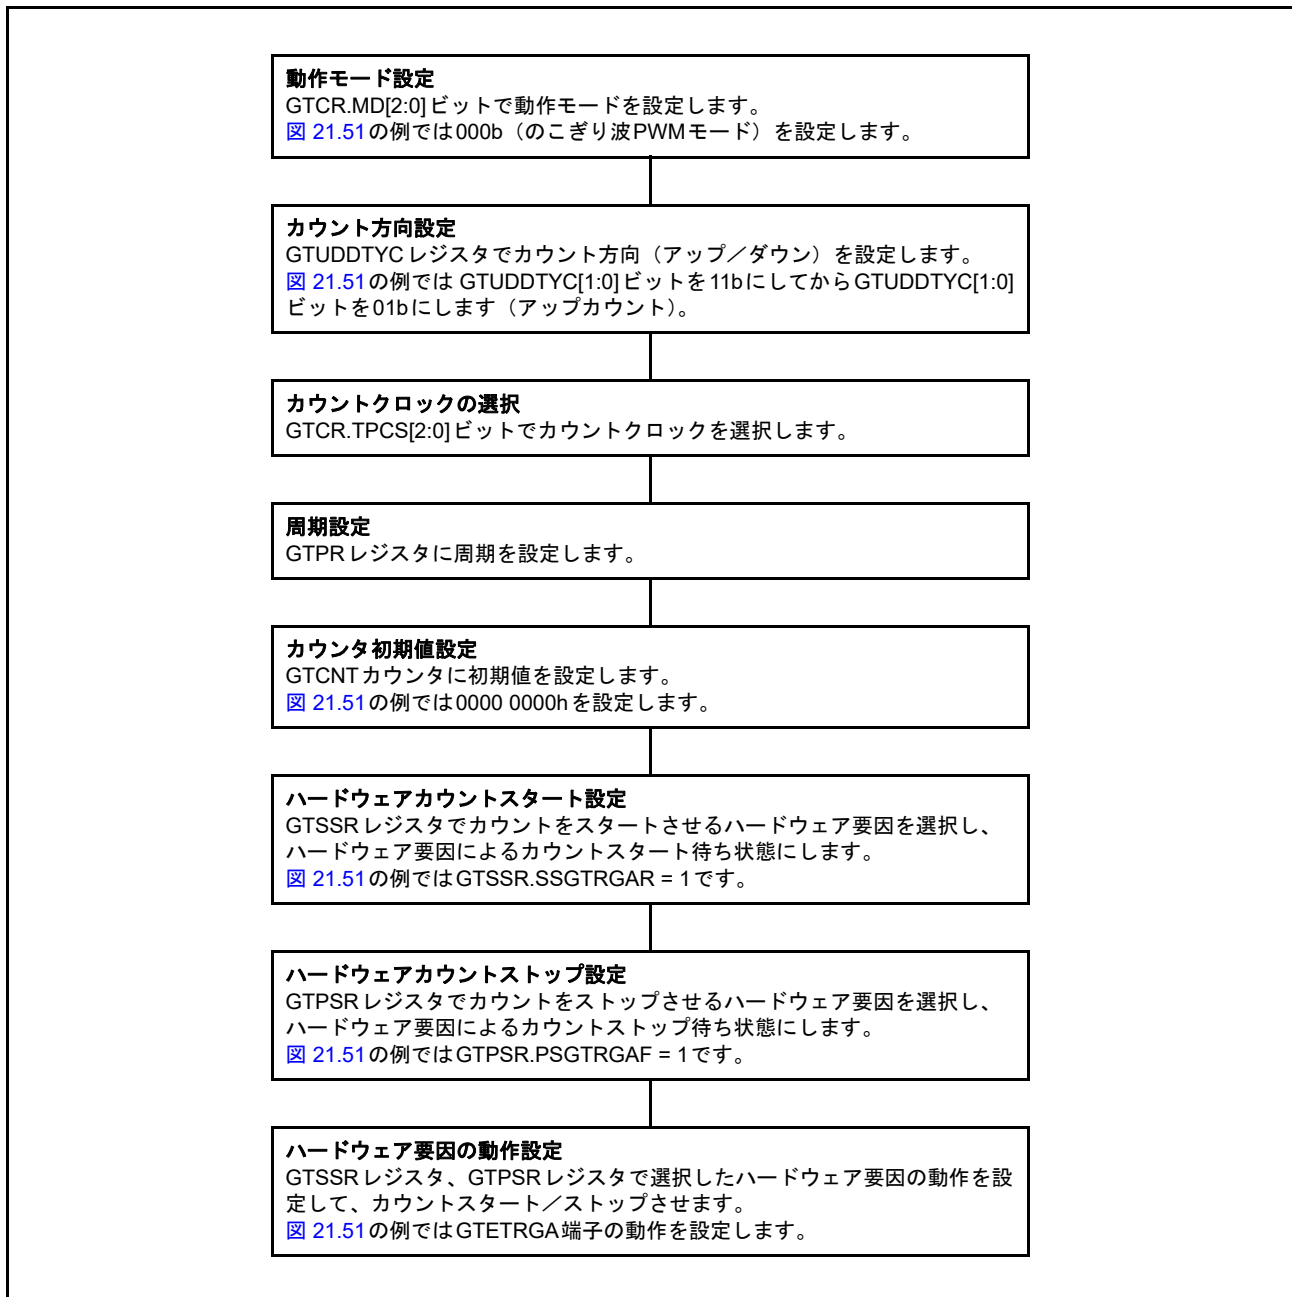 動作モード設定
GTCR.MD[2:0]ビットで動作モードを設定します。
図 21.51の例では000b（のこぎり波PWMモード）を設定します。
カウント方向設定
GTUDDTYCレジスタでカウント方向（アップ／ダウン）を設定します。
図 21.51の例では GTUDDTYC[1:0]ビットを11bにしてからGTUDDTYC[1:0]
ビットを01bにします（アップカウント）。
カウントクロックの選択
GTCR.TPCS[2:0]ビットでカウントクロックを選択します。
周期設定
GTPRレジスタに周期を設定します。
カウンタ初期値設定
GTCNTカウンタに初期値を設定します。
図 21.51の例では0000 0000hを設定します。
ハードウェアカウントスタート設定
GTSSRレジスタでカウントをスタートさせるハードウェア要因を選択し、
ハードウェア要因によるカウントスタート待ち状態にします。
図 21.51の例ではGTSSR.SSGTRGAR = 1です。
ハードウェアカウントストップ設定
GTPSRレジスタでカウントをストップさせるハードウェア要因を選択し、
ハードウェア要因によるカウントストップ待ち状態にします。
図 21.51の例ではGTPSR.PSGTRGAF = 1です。
ハードウェア要因の動作設定
GTSSRレジスタ、GTPSRレジスタで選択したハードウェア要因の動作を設
定して、カウントスタート／ストップさせます。
図 21.51の例ではGTETRGA端子の動作を設定します。